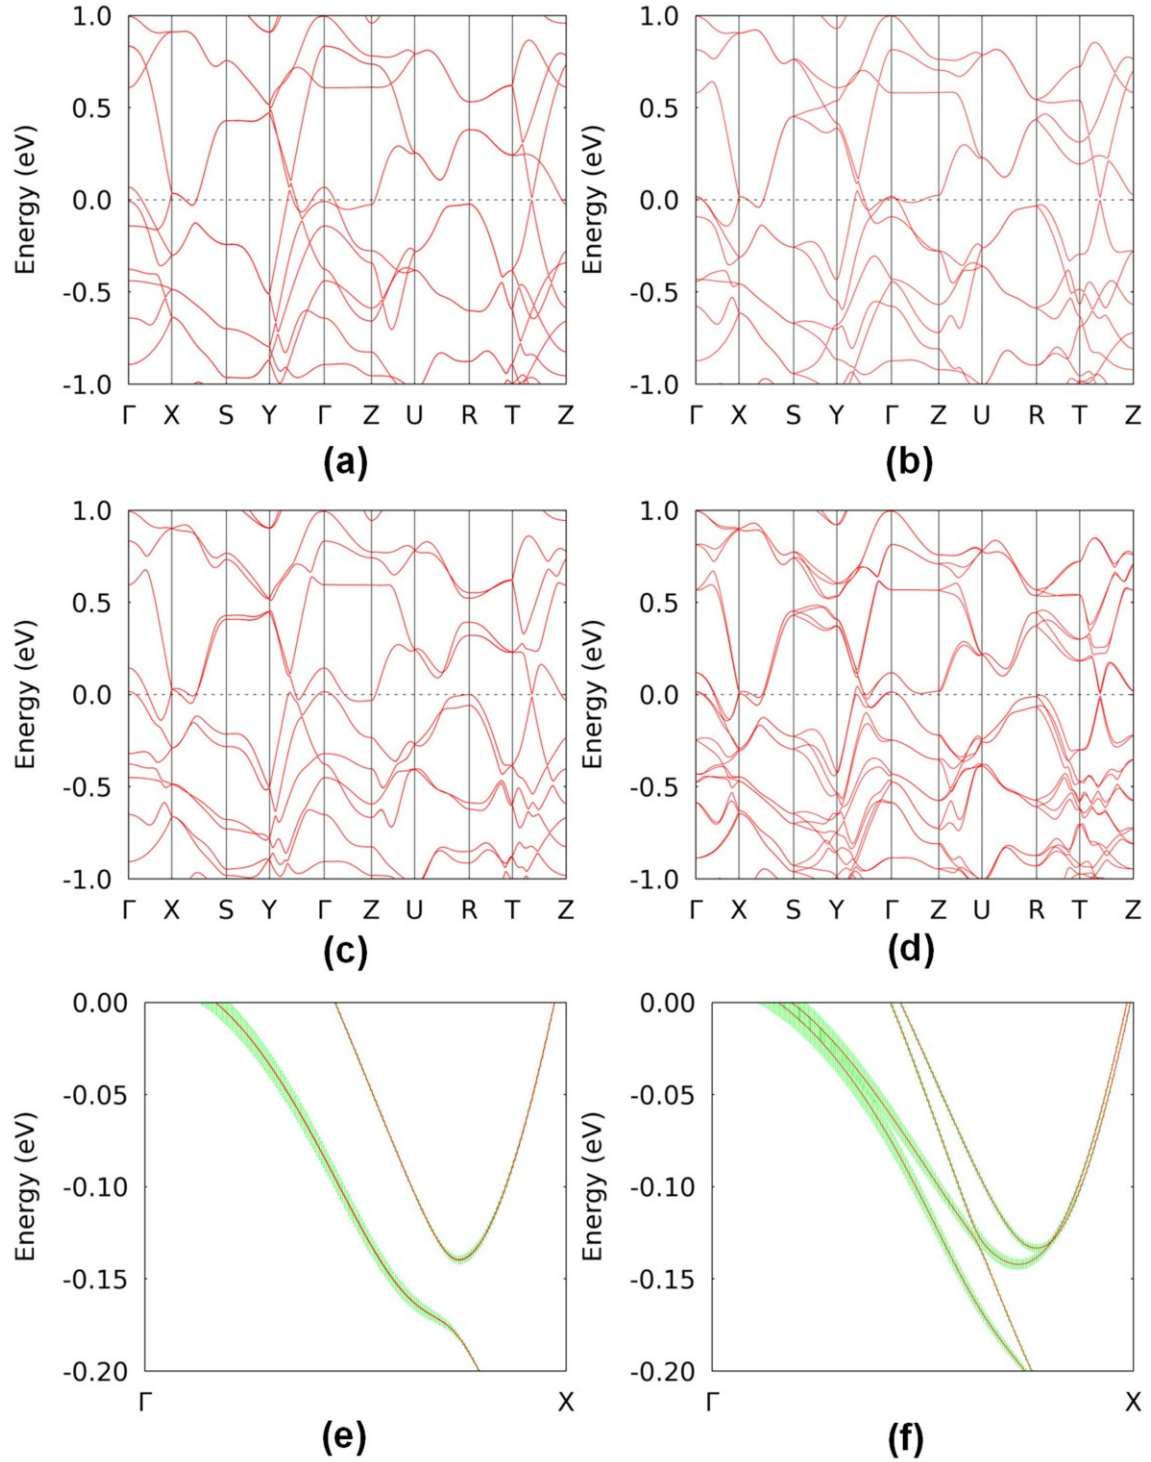 1.0
0.5
0.0
-0.5
-1.0
Energy (eV)
Γ X S Y Γ Z U R T Z
(a)
1.0
0.5
0.0
-0.5
-1.0
Energy (eV)
Γ X S Y Γ Z U R T Z
(b)
1.0
0.5
0.0
-0.5
-1.0
Energy (eV)
Γ X S Y Γ Z U R T Z
(c)
1.0
0.5
0.0
-0.5
-1.0
Energy (eV)
Γ X S Y Γ Z U R T Z
(d)
0.00
-0.05
-0.10
-0.15
-0.20
Energy (eV)
Γ X
(e)
0.00
-0.05
-0.10
-0.15
-0.20
Energy (eV)
Γ X
(f)